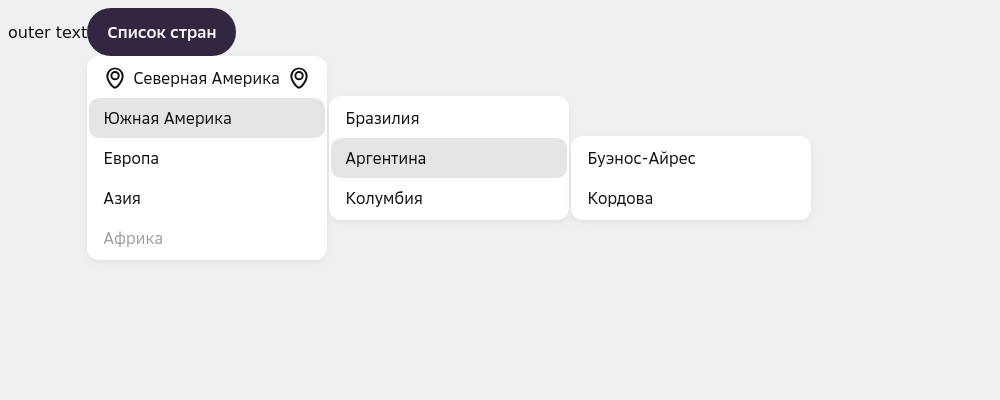 outer text Список стран
Северная Америка
Южная Америка
Европа
Азия
Африка
Бразилия
Аргентина
Колумбия
Буэнос-Айрес
Кордова